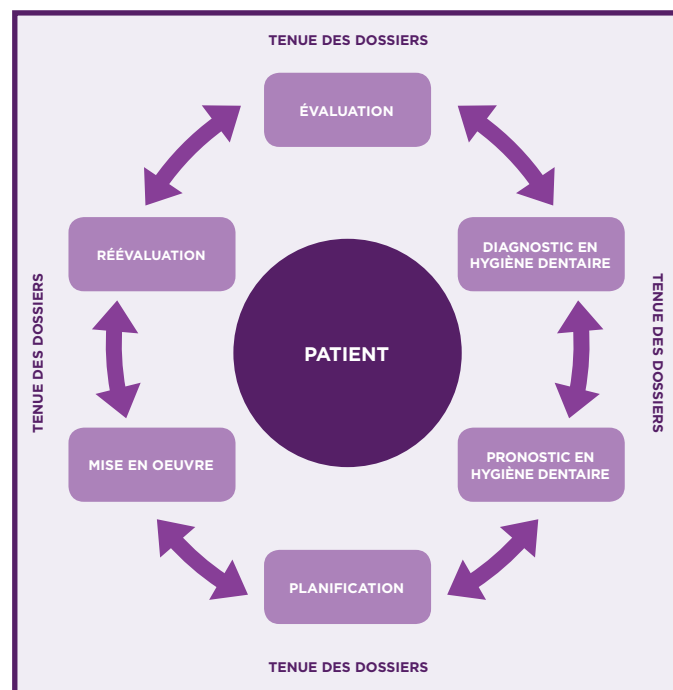 TENUE DES DOSSIERS
ÉVALUATION
RÉÉVALUATION
DIAGNOSTIC EN
HYGIÈNE DENTAIRE
TENUE DES DOSSIERS
PATIENT
TENUE DES DOSSIERS
MISE EN OEUVRE
PRONOSTIC EN
HYGIÈNE DENTAIRE
PLANIFICATION
TENUE DES DOSSIERS